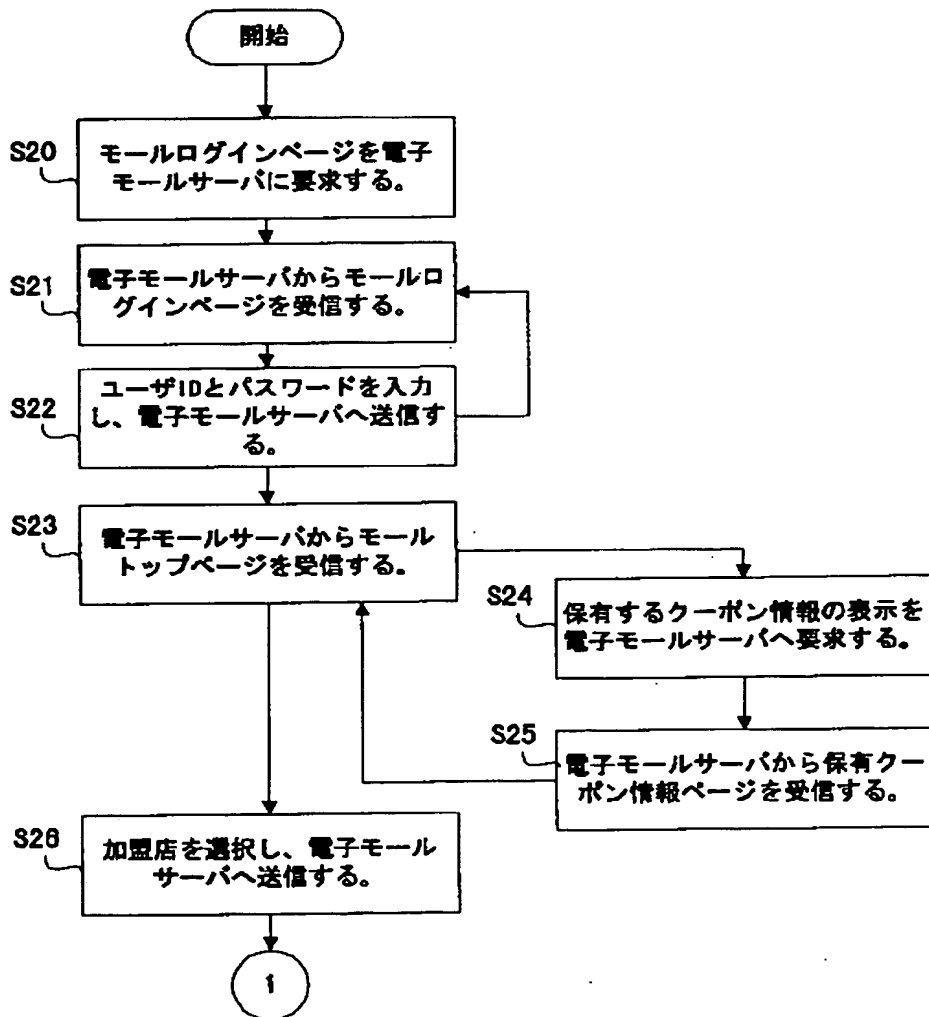 開始
S20
モールログインページを電子
モールサーバに要求する。
S21
電子モールサーバからモールロ
グインページを受信する。
S22
ユーザIDとパスワードを入力
し、電子モールサーバへ送信す
る。
S23
電子モールサーバからモール
トップページを受信する。
S24
保有するクーポン情報の表示を
電子モールサーバへ要求する。
S25
電子モールサーバから保有クー
ポン情報ページを受信する。
S26
加盟店を選択し、電子モール
サーバへ送信する。
1